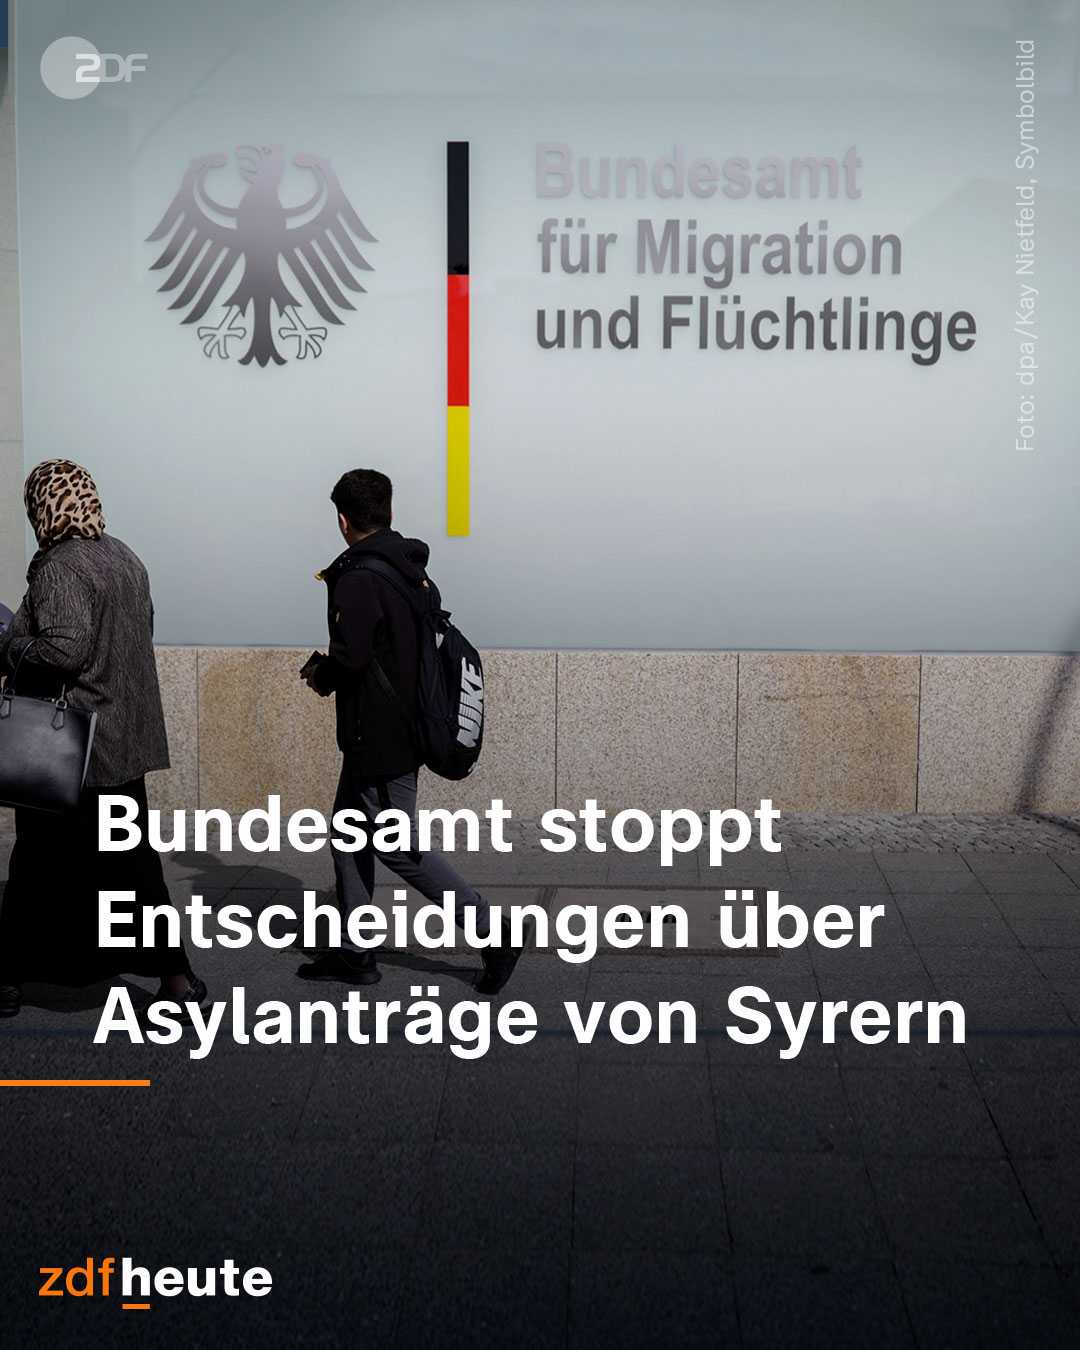 ZDF
Foto: dpa/Kay Nietfeld, Symbolbild
Bundesamt
für Migration
und Flüchtlinge
NIKE
Bundesamt stoppt
Entscheidungen über
Asylanträge von Syrern
zdfheute